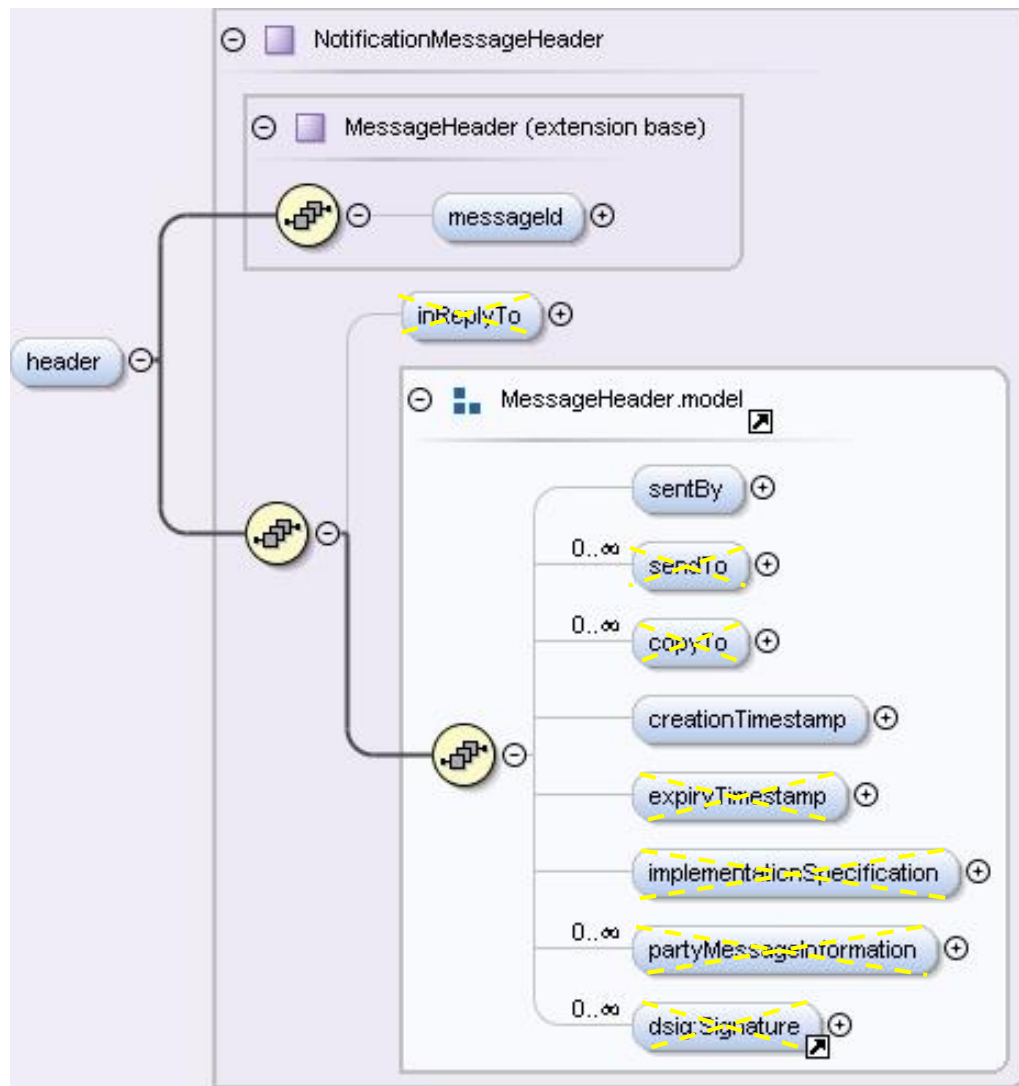 NotificationMessageHeader
MessageHeader (extension base)
messageId
inReplyTo
header
MessageHeader.model
sentBy
0..∞
sendTo
0..∞
copyTo
creationTimestamp
expiryTimestamp
implementationSpecification
0..∞
partyMessageInformation
0..∞
dsig:Signature